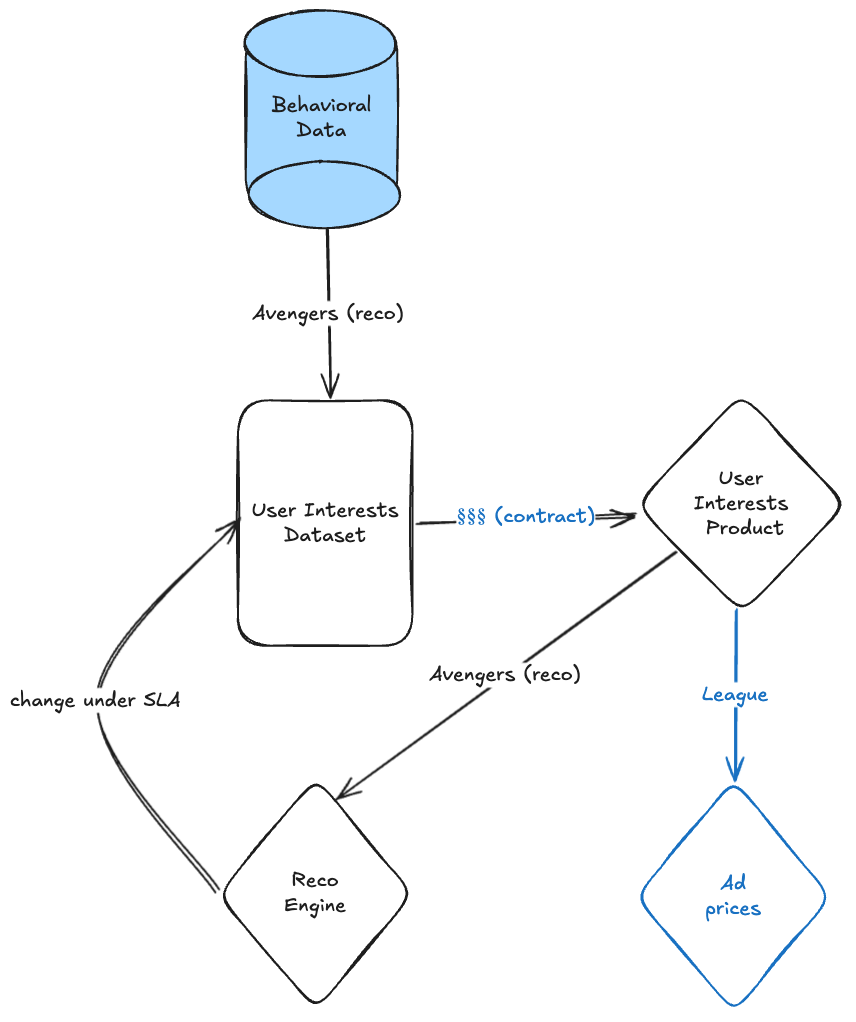 Behavioral
Data
Avengers (reco)
User Interests
Dataset
§§§ (contract)
User
Interests
Product
Avengers (reco)
League
change under SLA
Reco
Engine
Ad
prices